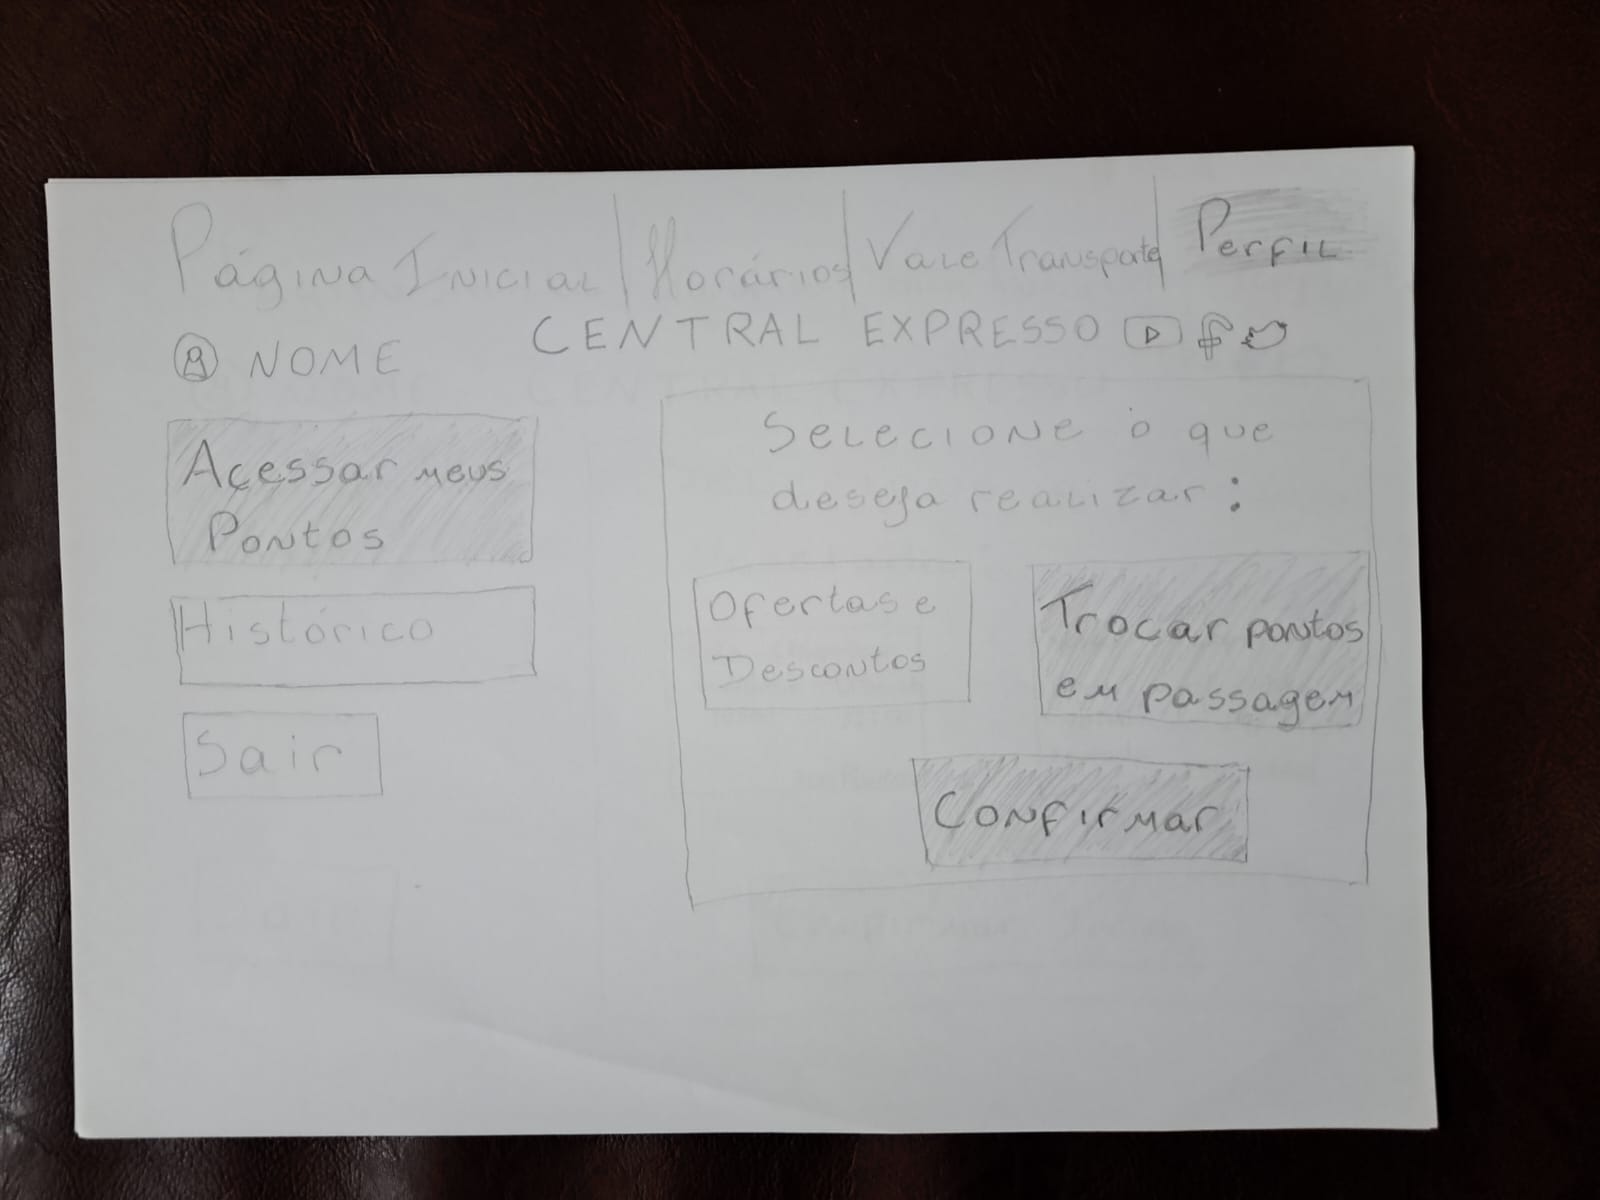 Página Inicial | Horários | Vale Transporte | Perfil
NOME
CENTRAL EXPRESSO
Acessar meus
Pontos
Histórico
Sair
Selecione o que
deseja realizar:
Ofertas e
Descontos
Trocar pontos
em passagem
Confirmar